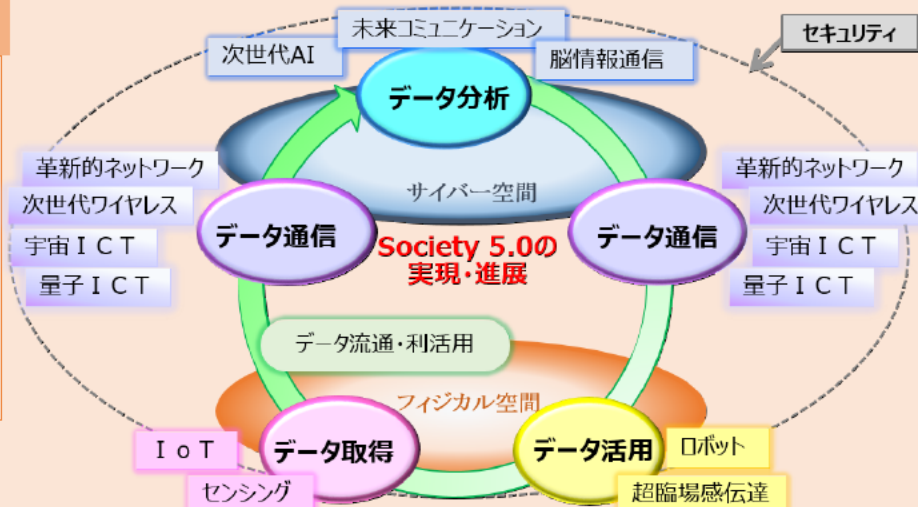 未来コミュニケーション
セキュリティ
次世代AI
脳情報通信
データ分析
革新的ネットワーク
革新的ネットワーク
サイバー空間
次世代ワイヤレス
次世代ワイヤレス
データ通信
データ通信
宇宙ＩＣＴ
Society 5.0の
実現・進展
宇宙ＩＣＴ
量子ＩＣＴ
量子ＩＣＴ
データ流通・利活用
フィジカル空間
ＩｏＴ
データ取得
データ活用
ロボット
センシング
超臨場感伝達